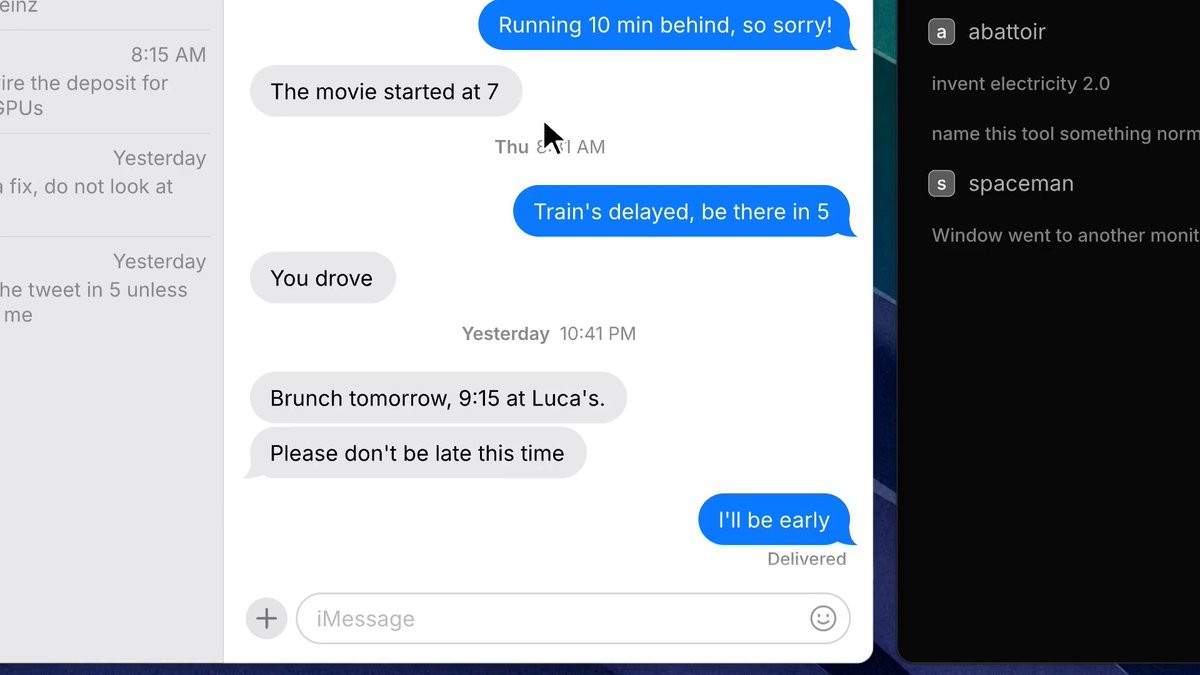 einz
8:15 AM
ire the deposit for
GPUs
Yesterday
a fix, do not look at
Yesterday
he tweet in 5 unless
me
Running 10 min behind, so sorry!
The movie started at 7
Thu AM
Train's delayed, be there in 5
You drove
Yesterday 10:41 PM
Brunch tomorrow, 9:15 at Luca's.
Please don't be late this time
I'll be early
Delivered
iMessage
a abattoir
invent electricity 2.0
name this tool something norm
s spaceman
Window went to another monit